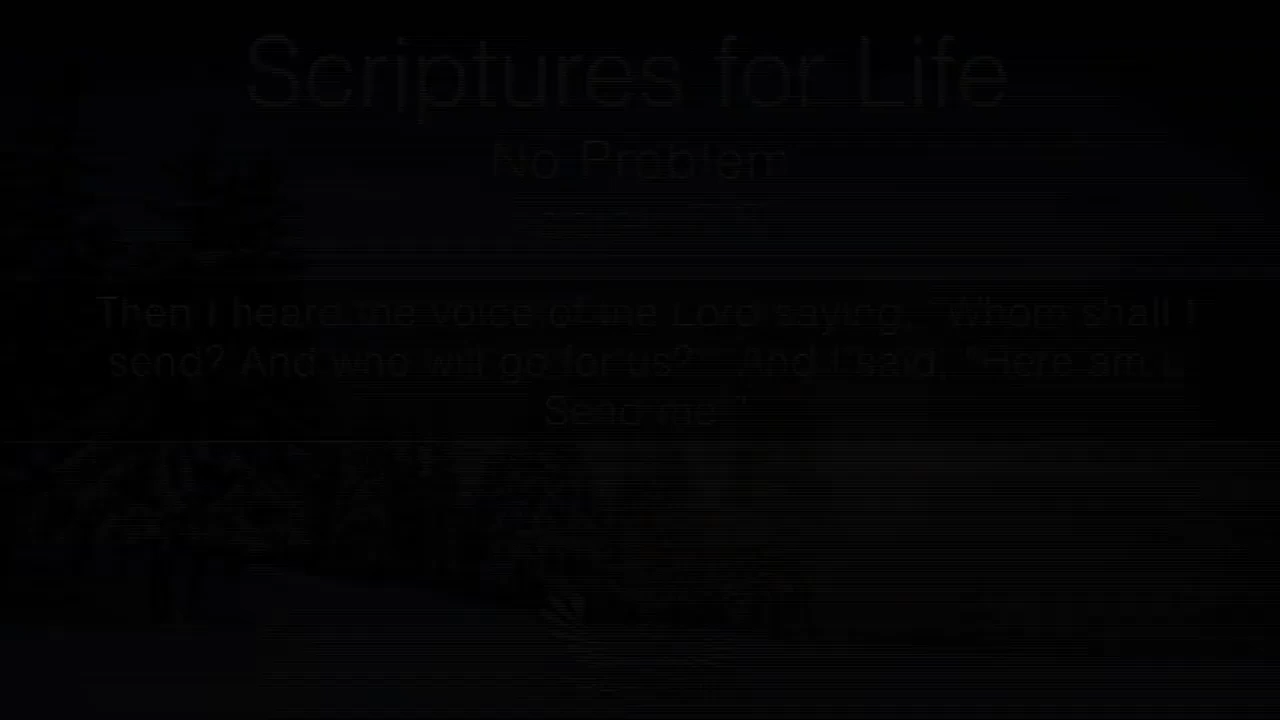 Scriptures for Life
No Problem
Then I heard the voice of the Lord saying, "Whom shall I
send? And who will go for us?" And I said, "Here am I.
Send me!"